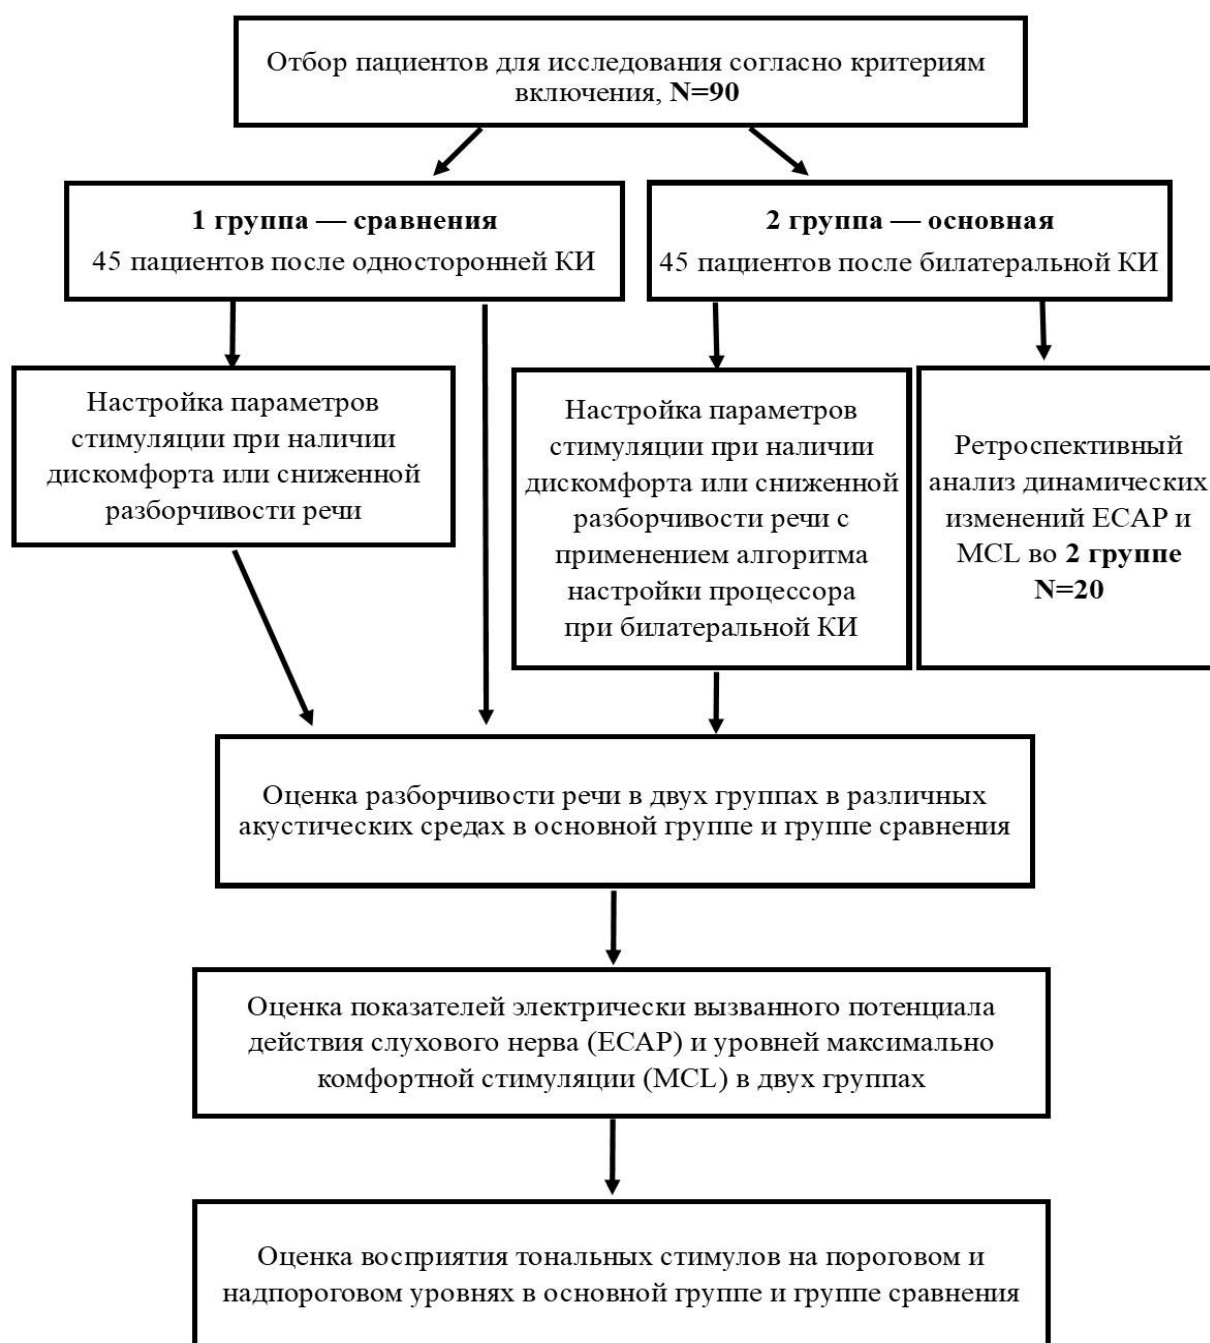 Отбор пациентов для исследования согласно критериям
включения, N=90
1 группа — сравнения
45 пациентов после односторонней КИ
2 группа — основная
45 пациентов после билатеральной КИ
Настройка параметров
стимуляции при наличии
дискомфорта или сниженной
разборчивости речи
Настройка параметров
стимуляции при наличии
дискомфорта или сниженной
разборчивости речи с
применением алгоритма
настройки процессора
при билатеральной КИ
Ретроспективный
анализ динамических
изменений ECAP и
MCL во 2 группе
N=20
Оценка разборчивости речи в двух группах в различных
акустических средах в основной группе и группе сравнения
Оценка показателей электрически вызванного потенциала
действия слухового нерва (ECAP) и уровней максимально
комфортной стимуляции (MCL) в двух группах
Оценка восприятия тональных стимулов на пороговом и
надпороговом уровнях в основной группе и группе сравнения